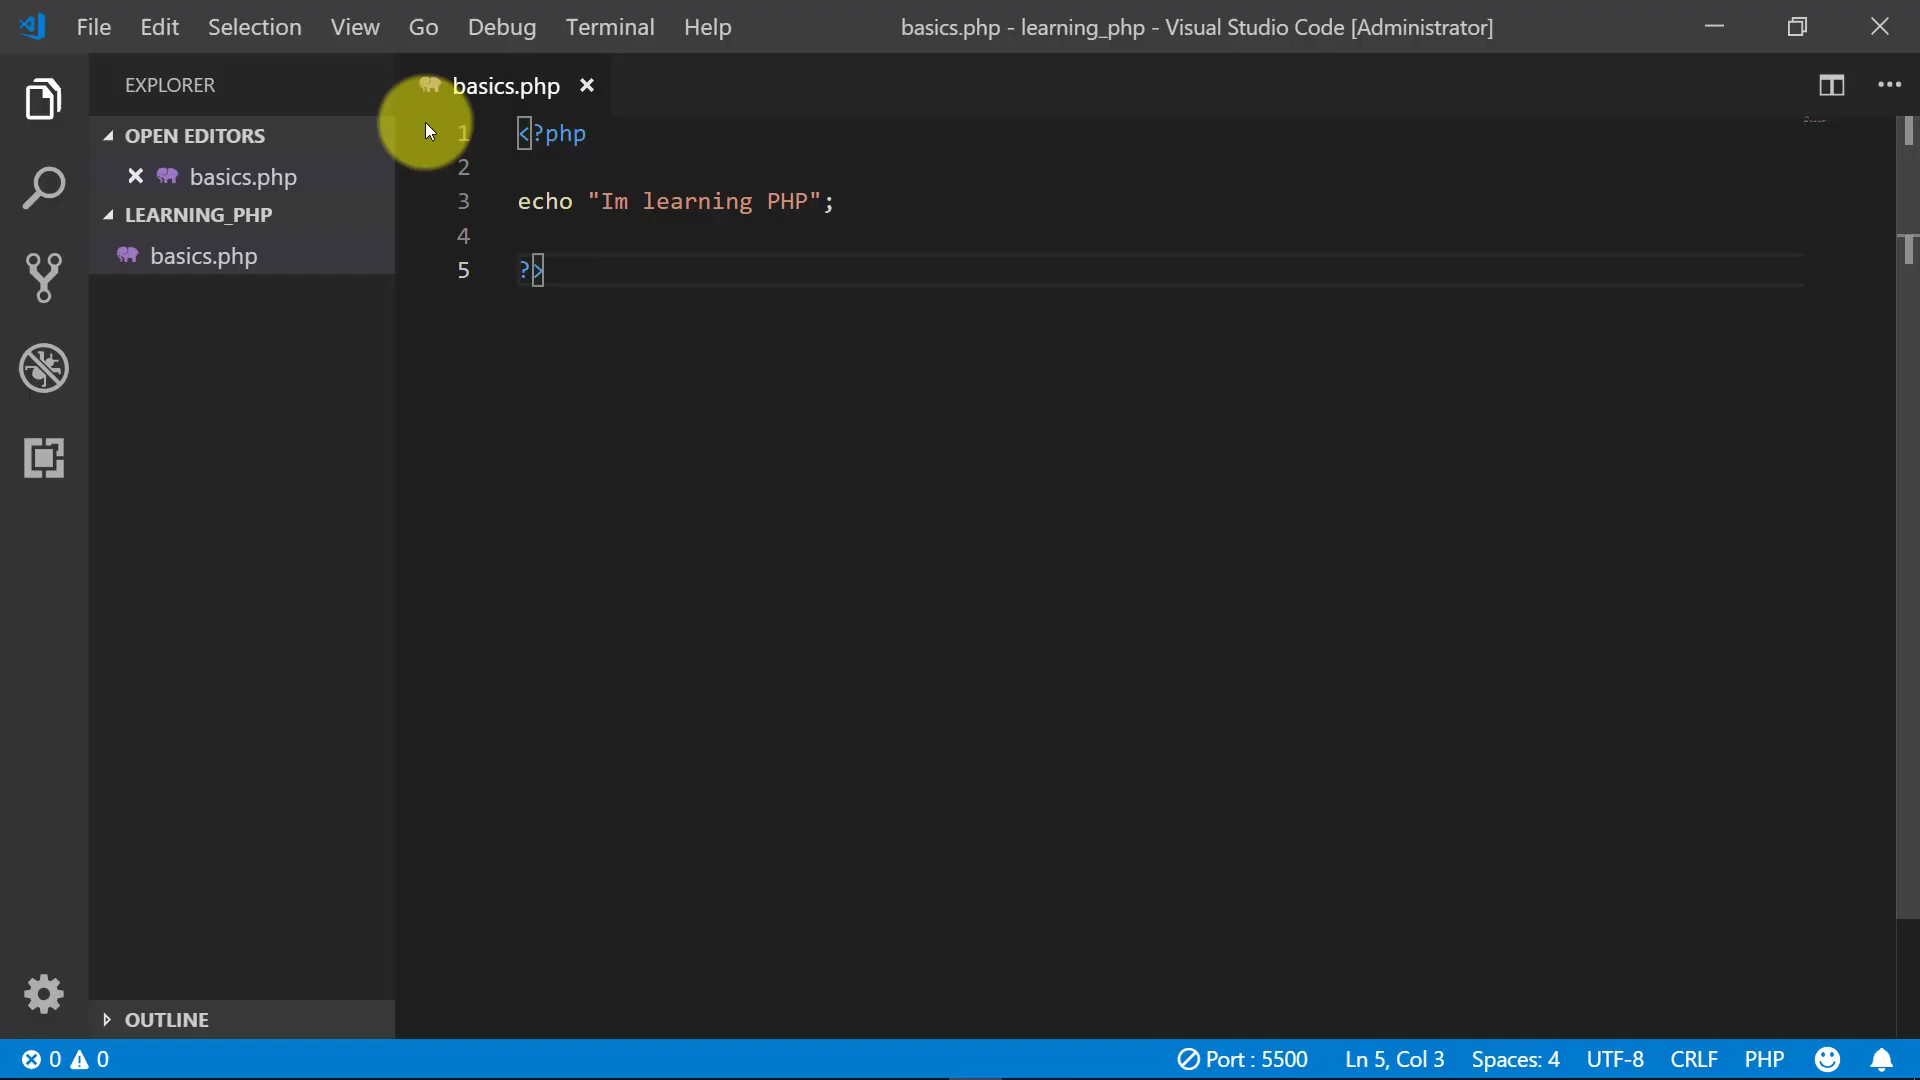 File Edit Selection View Go Debug Terminal Help basics.php - learning_php - Visual Studio Code [Administrator]
EXPLORER
basics.php
OPEN EDITORS
basics.php
LEARNING_PHP
basics.php
1 <?php
2
3 echo "Im learning PHP";
4
5 ?>
OUTLINE
0 0 Port : 5500 Ln 5, Col 3 Spaces: 4 UTF-8 CRLF PHP